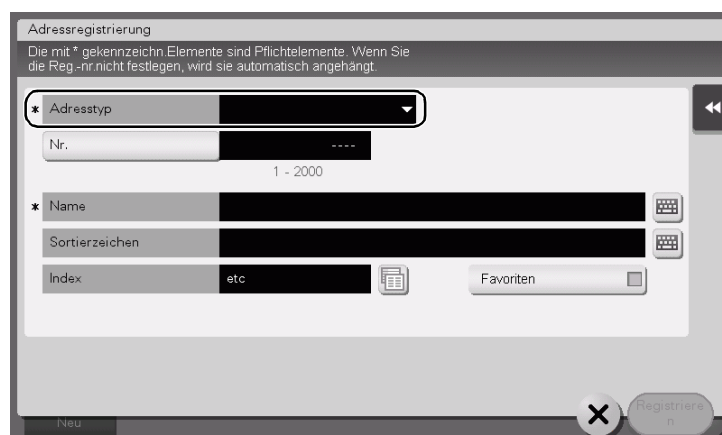 Adressregistrierung
Die mit * gekennzeichn.Elemente sind Pflichtelemente. Wenn Sie
die Reg.-nr.nicht festlegen, wird sie automatisch angehängt.
* Adresstyp
Nr. ----
1 - 2000
* Name
Sortierzeichen
Index etc Favoriten
Registriere
n
Neu